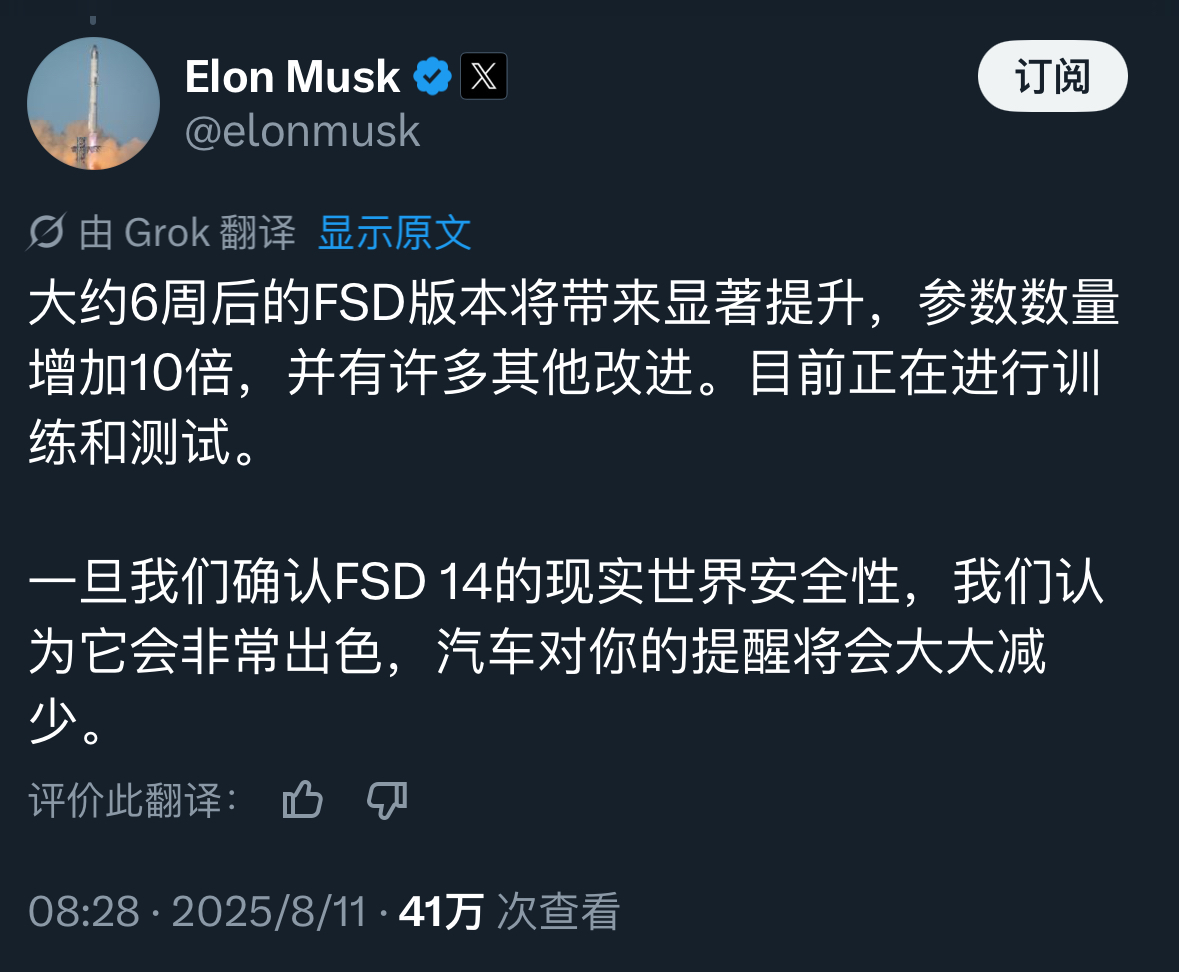 Elon Musk
@elonmusk
订阅
由 Grok 翻译 显示原文
大约6周后的FSD版本将带来显著提升，参数数量
增加10倍，并有许多其他改进。目前正在进行训
练和测试。
一旦我们确认FSD 14的现实世界安全性，我们认
为它会非常出色，汽车对你的提醒将会大大减
少。
评价此翻译：
08:28 · 2025/8/11 · 41万 次查看